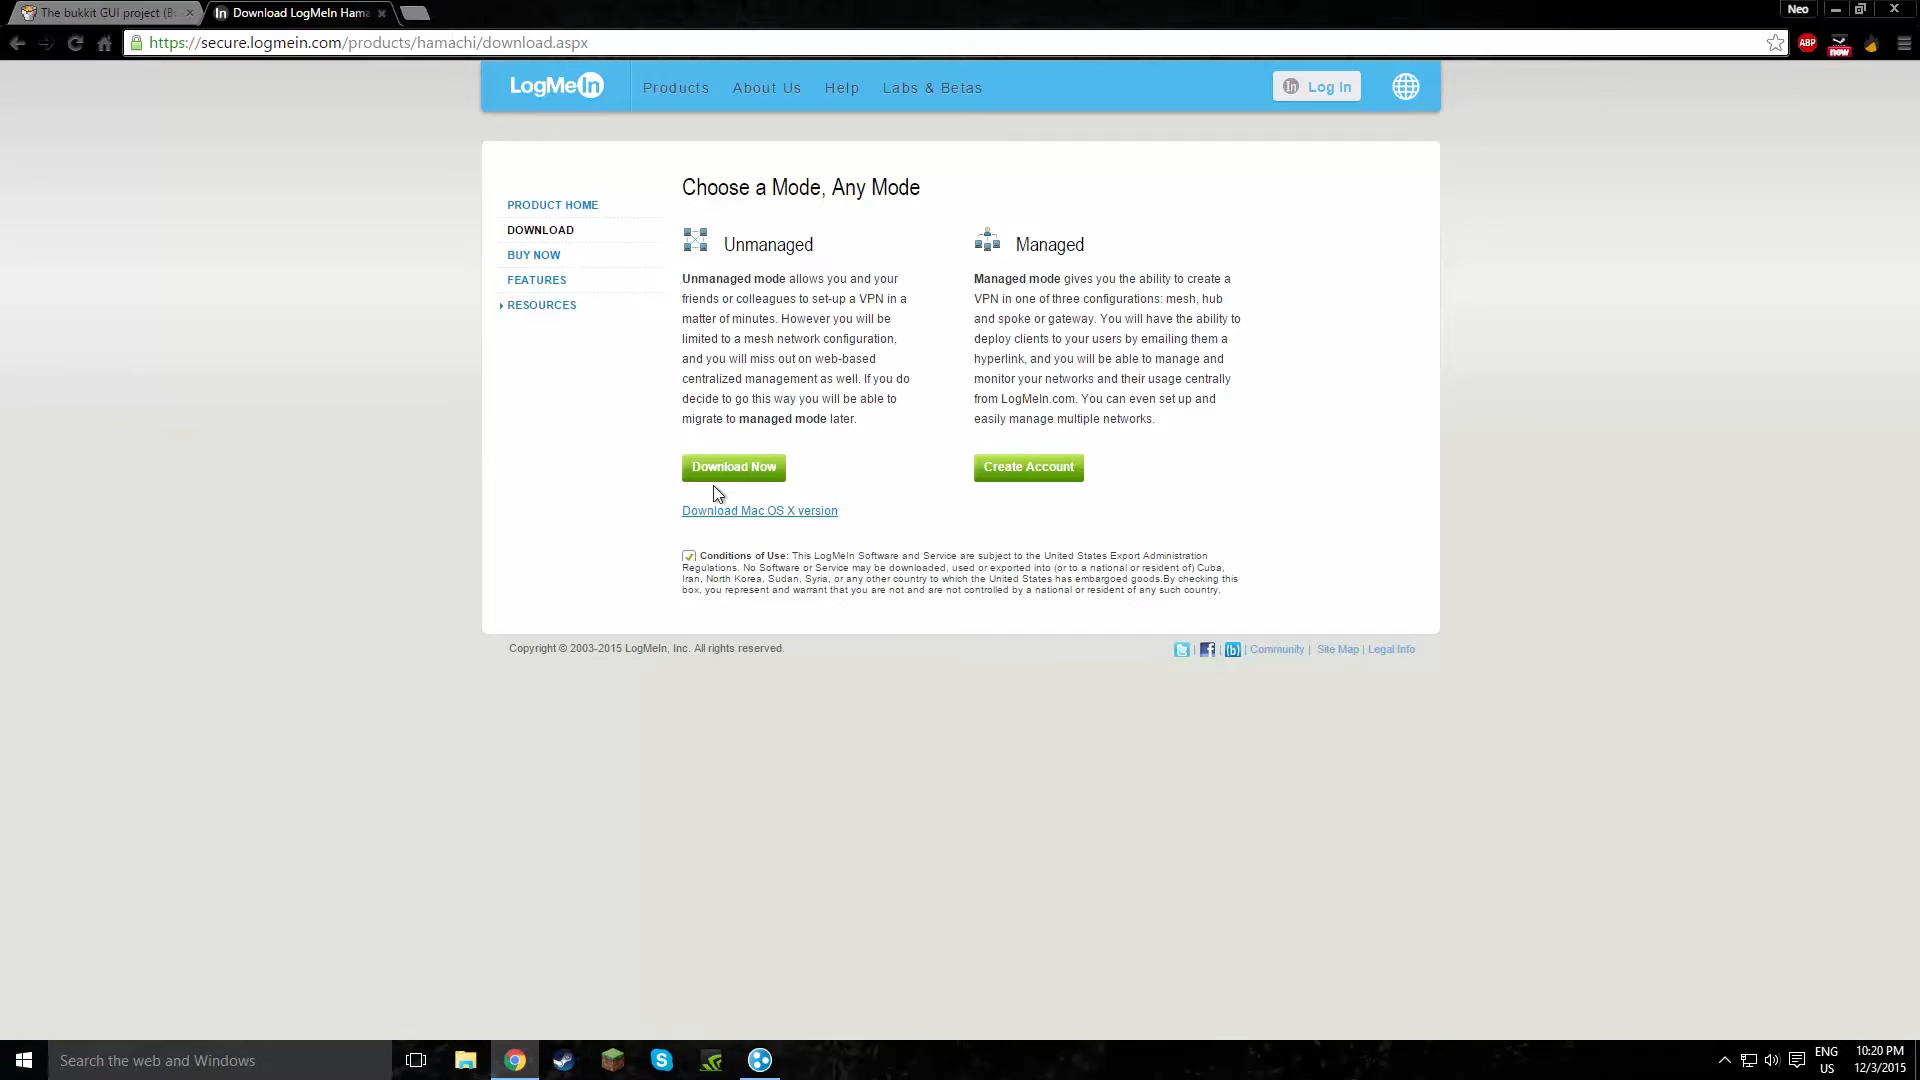 The bukkit GUI project (B
Download LogMeIn Hama
Neo
https://secure.logmein.com/products/hamachi/download.aspx
ABP
now
LogMeIn
Products
About Us
Help
Labs & Betas
in
Log In
Choose a Mode, Any Mode
PRODUCT HOME
DOWNLOAD
BUY NOW
FEATURES
RESOURCES
Unmanaged
Unmanaged mode allows you and your
friends or colleagues to set-up a VPN in a
matter of minutes. However you will be
limited to a mesh network configuration,
and you will miss out on web-based
centralized management as well. If you do
decide to go this way you will be able to
migrate to managed mode later.
Download Now
Download Mac OS X version
Managed
Managed mode gives you the ability to create a
VPN in one of three configurations: mesh, hub
and spoke or gateway. You will have the ability to
deploy clients to your users by emailing them a
hyperlink, and you will be able to manage and
monitor your networks and their usage centrally
from LogMeIn.com. You can even set up and
easily manage multiple networks.
Create Account
Conditions of Use: This LogMeIn Software and Service are subject to the United States Export Administration
Regulations. No Software or Service may be downloaded, used or exported into (or to a national or resident of) Cuba,
Iran, North Korea, Sudan, Syria, or any other country to which the United States has embargoed goods.By checking this
box, you represent and warrant that you are not and are not controlled by a national or resident of any such country.
Copyright © 2003-2015 LogMeIn, Inc. All rights reserved.
| f | (b) | Community | Site Map | Legal Info
Search the web and Windows
ENG
US
10:20 PM
12/3/2015